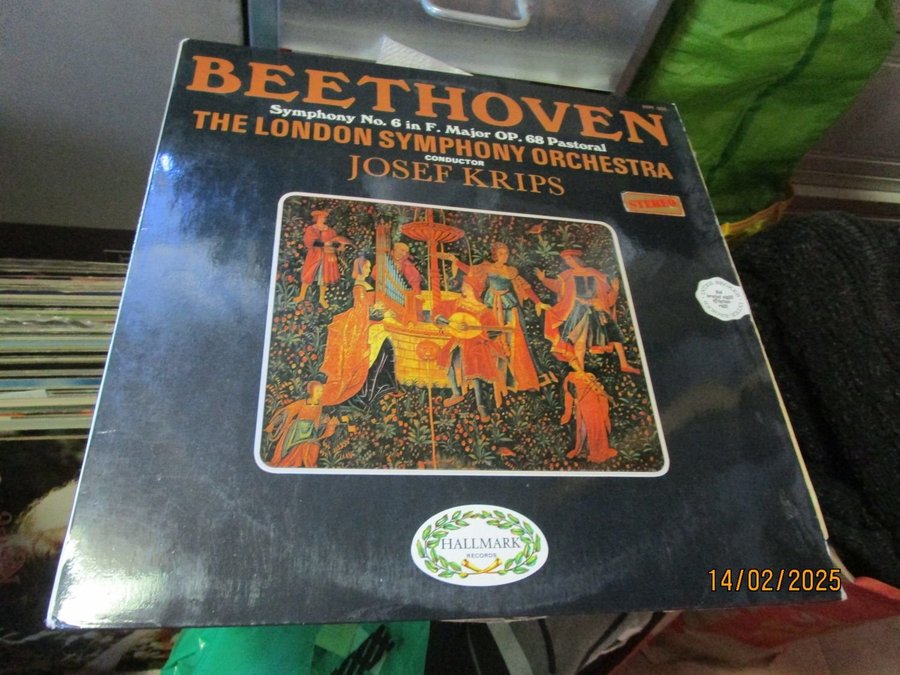 BEETHOVEN
Symphony No. 6 in F. Major OP. 68 Pastoral
THE LONDON SYMPHONY ORCHESTRA
CONDUCTOR
JOSEF KRIPS
STEREO
HALLMARK
RECORDS
14/02/2025